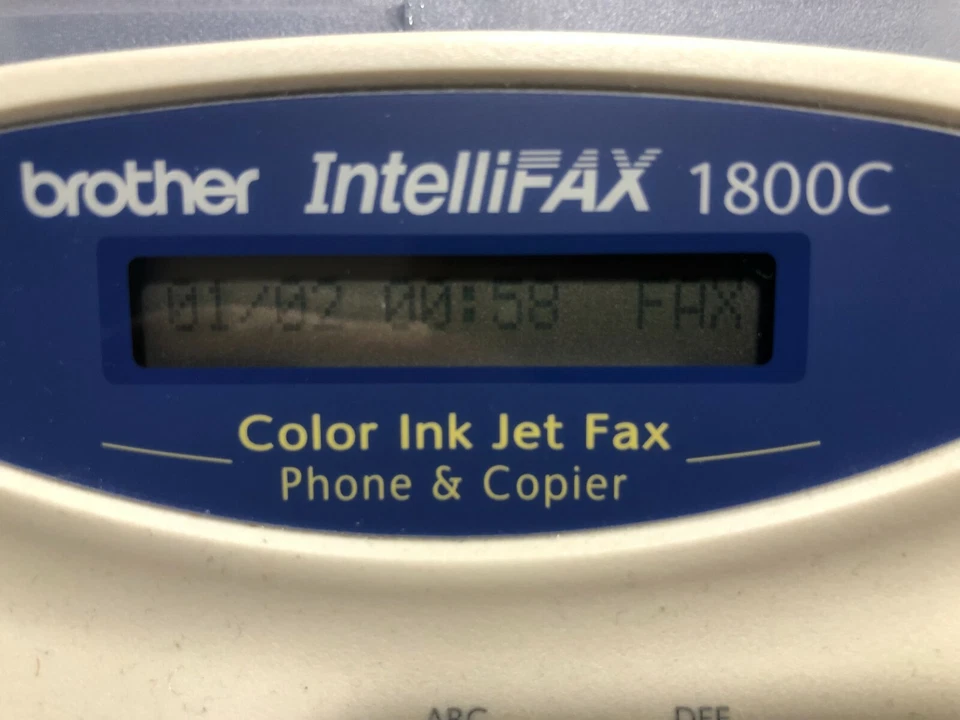 brother IntelliFAX 1800C
01/02 00:58 FAX
Color Ink Jet Fax
Phone & Copier
ABC DEF